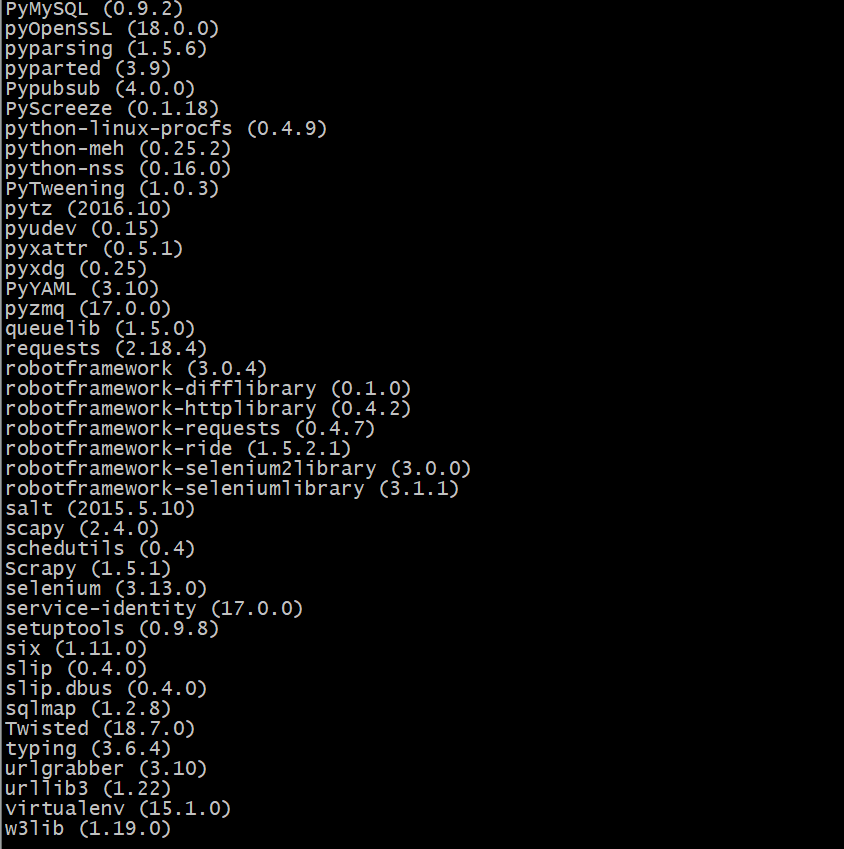 PyMySQL (0.9.2)
pyOpenSSL (18.0.0)
pyparsing (1.5.6)
pyparted (3.9)
Pypubsub (4.0.0)
PyScreeze (0.1.18)
python-linux-procfs (0.4.9)
python-meh (0.25.2)
python-nss (0.16.0)
PyTweening (1.0.3)
pytz (2016.10)
pyudev (0.15)
pyxattr (0.5.1)
pyxdg (0.25)
PyYAML (3.10)
pyzmq (17.0.0)
queuelib (1.5.0)
requests (2.18.4)
robotframework (3.0.4)
robotframework-difflibrary (0.1.0)
robotframework-httplibrary (0.4.2)
robotframework-requests (0.4.7)
robotframework-ride (1.5.2.1)
robotframework-selenium2library (3.0.0)
robotframework-seleniumlibrary (3.1.1)
salt (2015.5.10)
scapy (2.4.0)
schedutils (0.4)
Scrapy (1.5.1)
selenium (3.13.0)
service-identity (17.0.0)
setuptools (0.9.8)
six (1.11.0)
slip (0.4.0)
slip.dbus (0.4.0)
sqlmap (1.2.8)
Twisted (18.7.0)
typing (3.6.4)
urlgrabber (3.10)
urllib3 (1.22)
virtualenv (15.1.0)
w3lib (1.19.0)